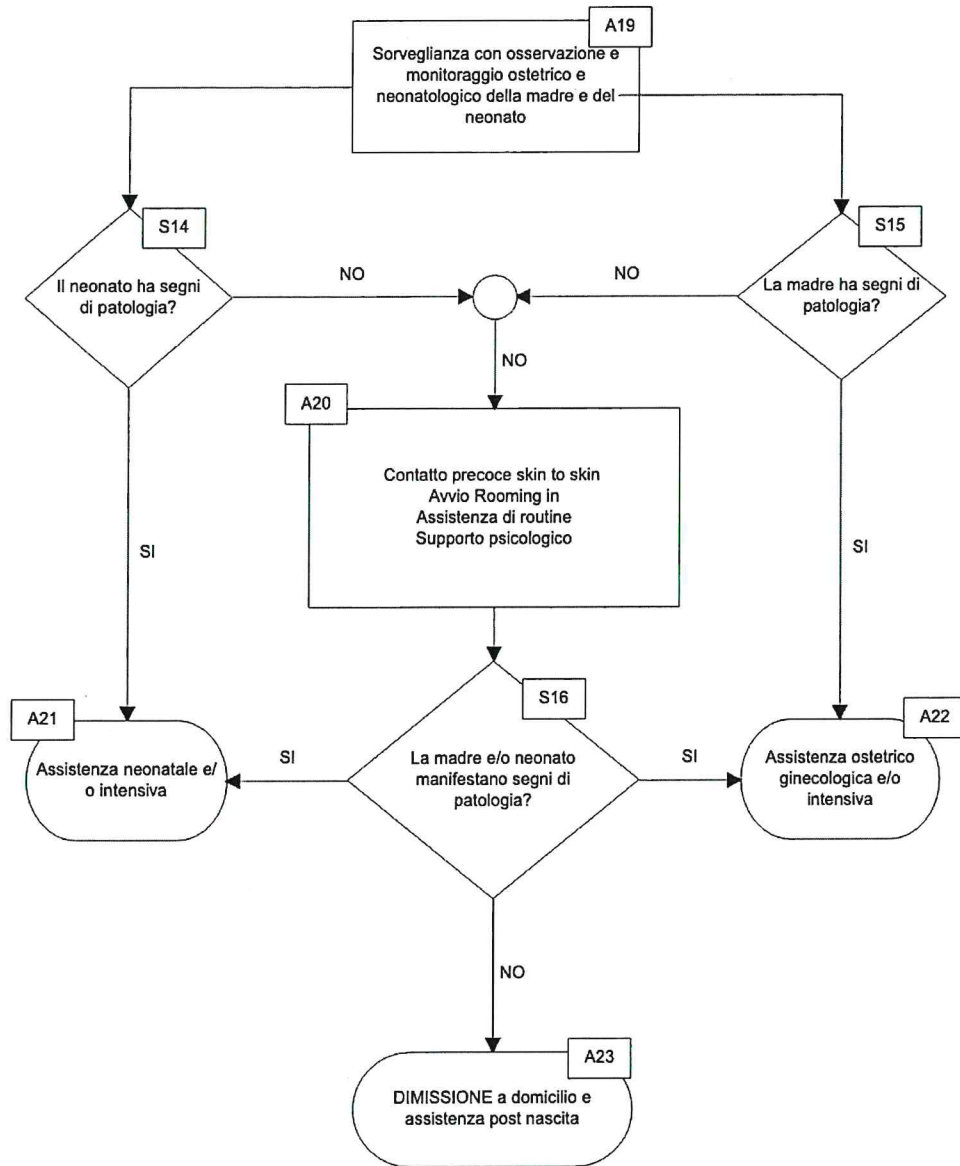 A19
Sorveglianza con osservazione e
monitoraggio ostetrico e
neonatologico della madre e del
neonato
S14
Il neonato ha segni
di patologia?
NO
NO
S15
La madre ha segni di
patologia?
NO
A20
Contatto precoce skin to skin
Avvio Rooming in
Assistenza di routine
Supporto psicologico
SI
SI
A21
Assistenza neonatale e/
o intensiva
SI
S16
La madre e/o neonato
manifestano segni di
patologia?
SI
A22
Assistenza ostetrico
ginecologica e/o
intensiva
NO
A23
DIMISSIONE a domicilio e
assistenza post nascita